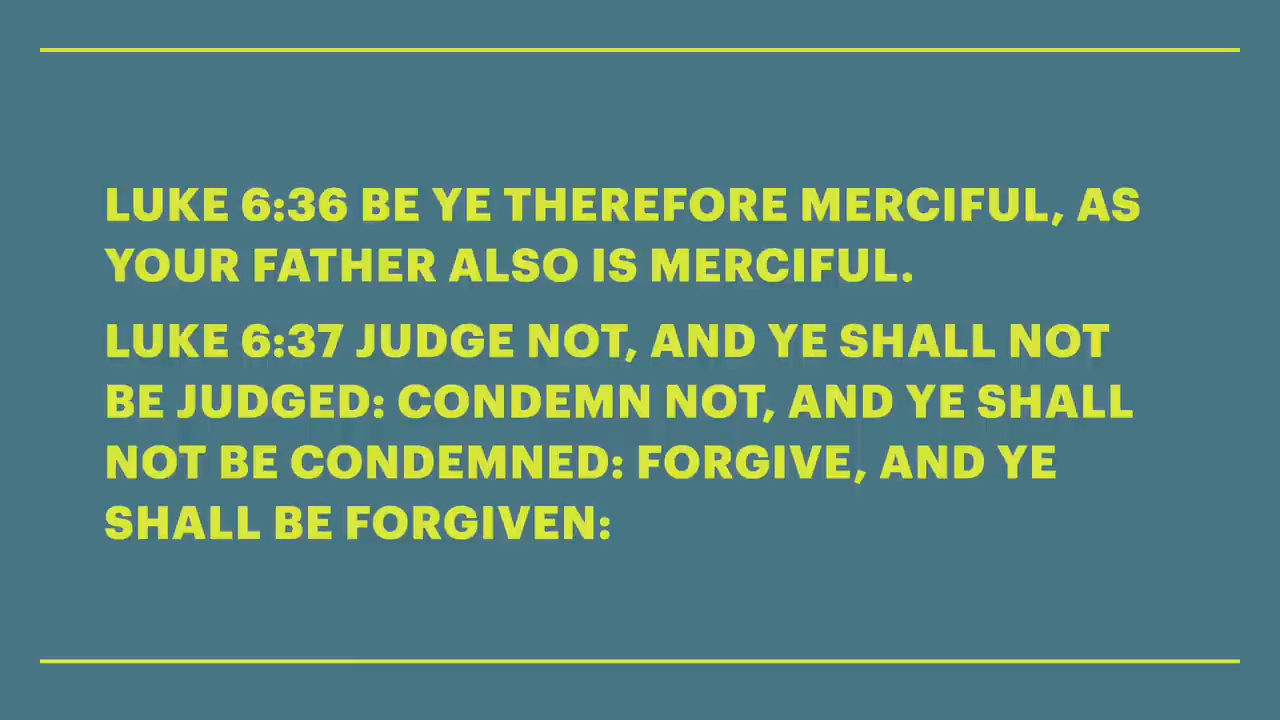 LUKE 6:36 BE YE THEREFORE MERCIFUL, AS
YOUR FATHER ALSO IS MERCIFUL.
LUKE 6:37 JUDGE NOT, AND YE SHALL NOT
BE JUDGED: CONDEMN NOT, AND YE SHALL
NOT BE CONDEMNED: FORGIVE, AND YE
SHALL BE FORGIVEN: